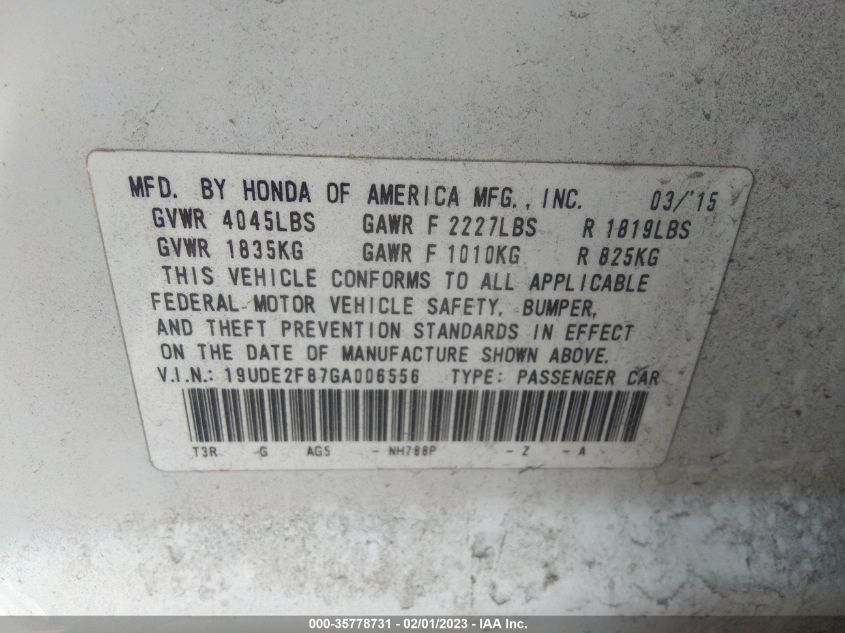 MFD. BY HONDA OF AMERICA MFG., INC. 03/'15
GVWR 4045LBS GAWR F 2227LBS R 1819LBS
GVWR 1835KG GAWR F 1010KG R 825KG
THIS VEHICLE CONFORMS TO ALL APPLICABLE
FEDERAL MOTOR VEHICLE SAFETY, BUMPER,
AND THEFT PREVENTION STANDARDS IN EFFECT
ON THE DATE OF MANUFACTURE SHOWN ABOVE.
V.I.N.: 19UDE2F87GA006556 TYPE: PASSENGER CAR
T3R G AG5 - NH788P - Z - A
000-35778731 - 02/01/2023 - IAA Inc.